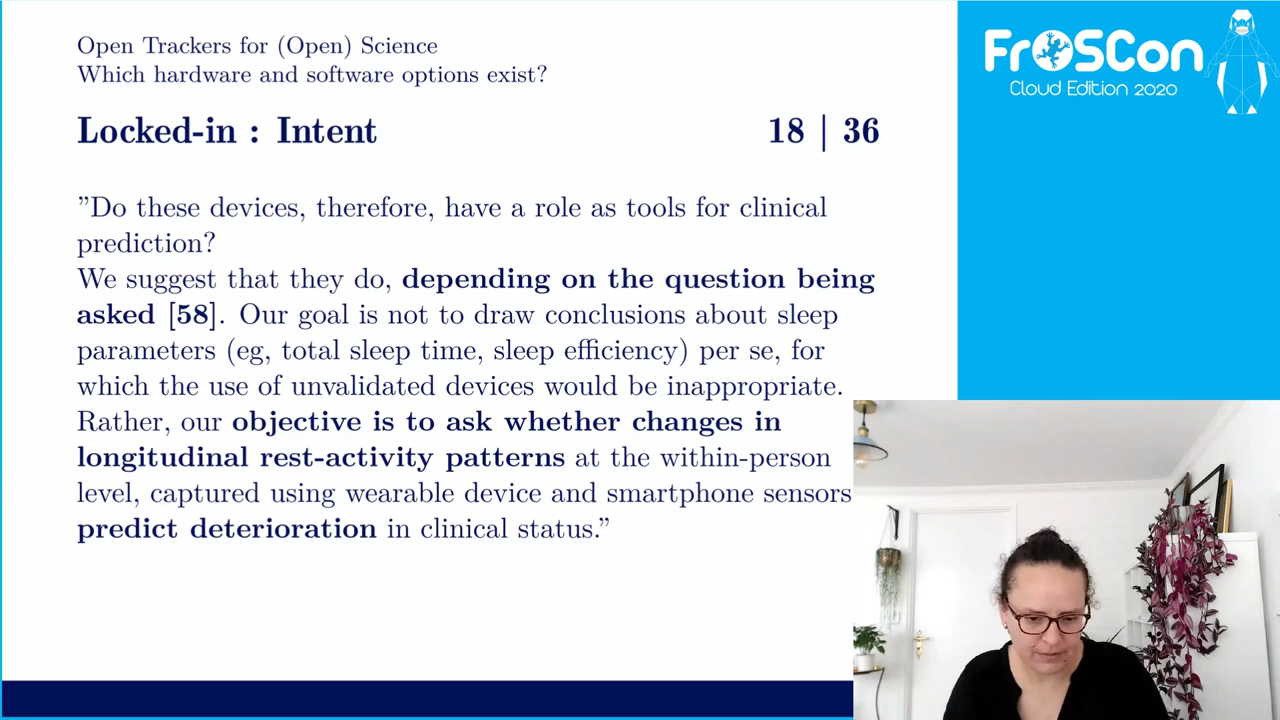 Open Trackers for (Open) Science
Which hardware and software options exist?
Locked-in : Intent
18 | 36
”Do these devices, therefore, have a role as tools for clinical
prediction?
We suggest that they do, depending on the question being
asked [58]. Our goal is not to draw conclusions about sleep
parameters (eg, total sleep time, sleep efficiency) per se, for
which the use of unvalidated devices would be inappropriate.
Rather, our objective is to ask whether changes in
longitudinal rest-activity patterns at the within-person
level, captured using wearable device and smartphone sensors
predict deterioration in clinical status.”
FrOSCon
Cloud Edition 2020